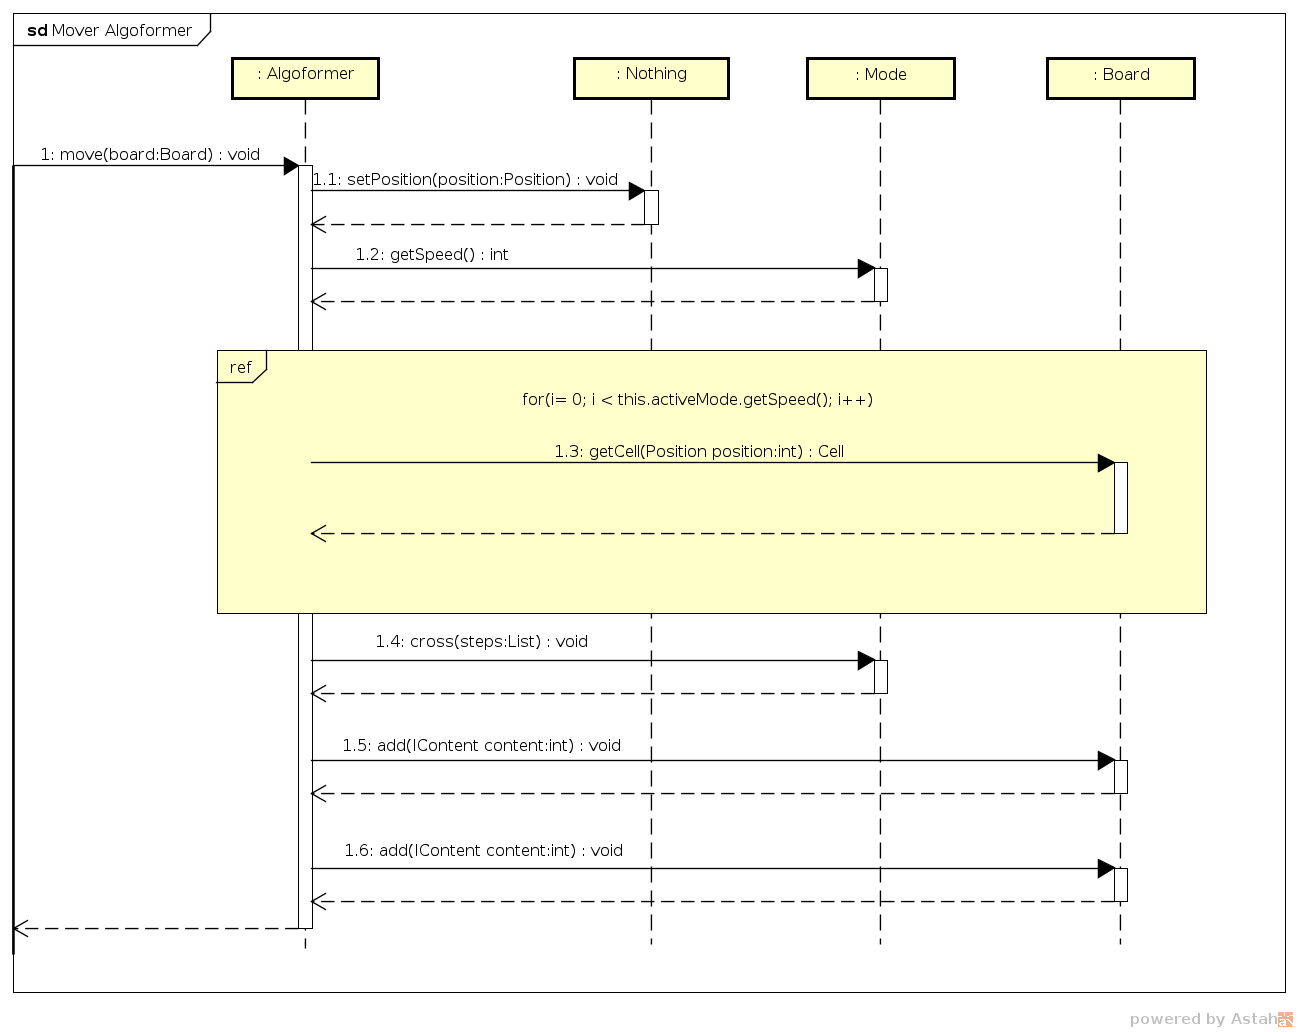 sd Mover Algoformer
: Algoformer
: Nothing
: Mode
: Board
1: move(board:Board) : void
1.1: setPosition(position:Position) : void
1.2: getSpeed() : int
ref
for(i= 0; i < this.activeMode.getSpeed(); i++)
1.3: getCell(Position position:int) : Cell
1.4: cross(steps:List) : void
1.5: add(IContent content:int) : void
1.6: add(IContent content:int) : void
powered by Astah